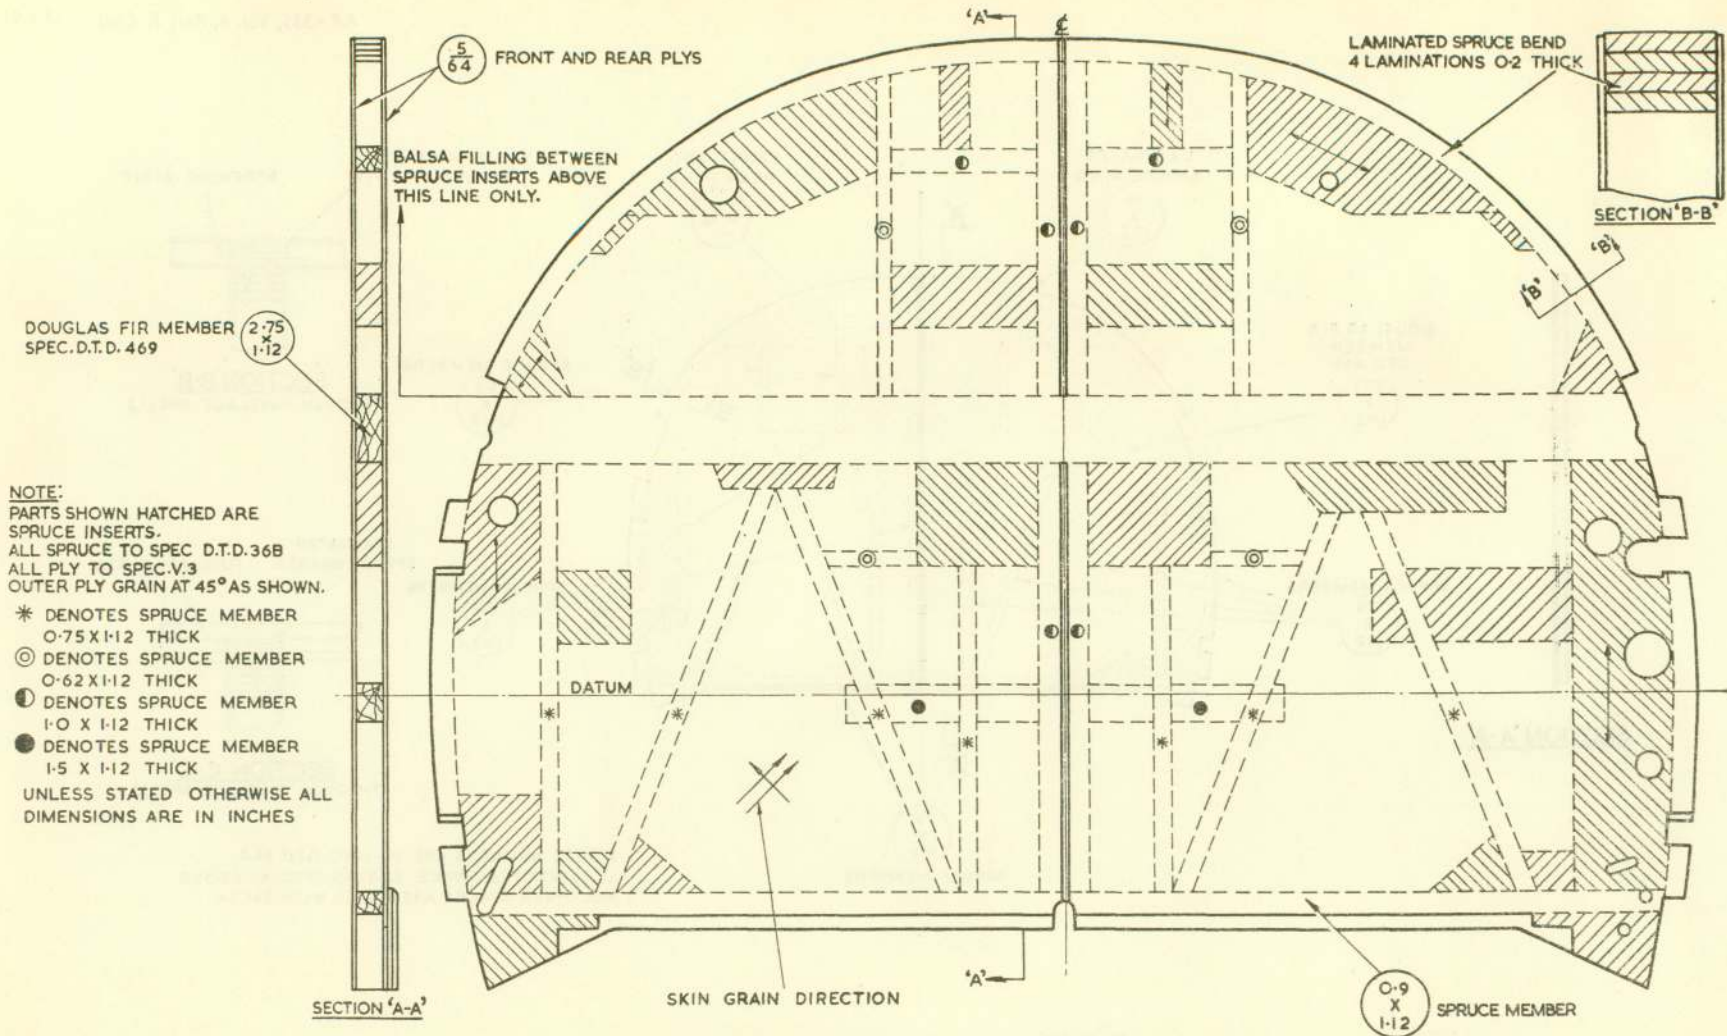 'A'
℄
5/64 FRONT AND REAR PLYS
LAMINATED SPRUCE BEND
4 LAMINATIONS 0·2 THICK
BALSA FILLING BETWEEN
SPRUCE INSERTS ABOVE
THIS LINE ONLY.
SECTION 'B-B'
'B'
'B'
DOUGLAS FIR MEMBER
SPEC. D.T.D. 469
2·75
X
1·12
NOTE:
PARTS SHOWN HATCHED ARE
SPRUCE INSERTS.
ALL SPRUCE TO SPEC D.T.D. 36B
ALL PLY TO SPEC. V.3
OUTER PLY GRAIN AT 45° AS SHOWN.
* DENOTES SPRUCE MEMBER
0·75 X 1·12 THICK
◎ DENOTES SPRUCE MEMBER
0·62 X 1·12 THICK
◐ DENOTES SPRUCE MEMBER
1·0 X 1·12 THICK
● DENOTES SPRUCE MEMBER
1·5 X 1·12 THICK
UNLESS STATED OTHERWISE ALL
DIMENSIONS ARE IN INCHES
DATUM
SECTION 'A-A'
SKIN GRAIN DIRECTION
'A'
0·9
X
1·12
SPRUCE MEMBER